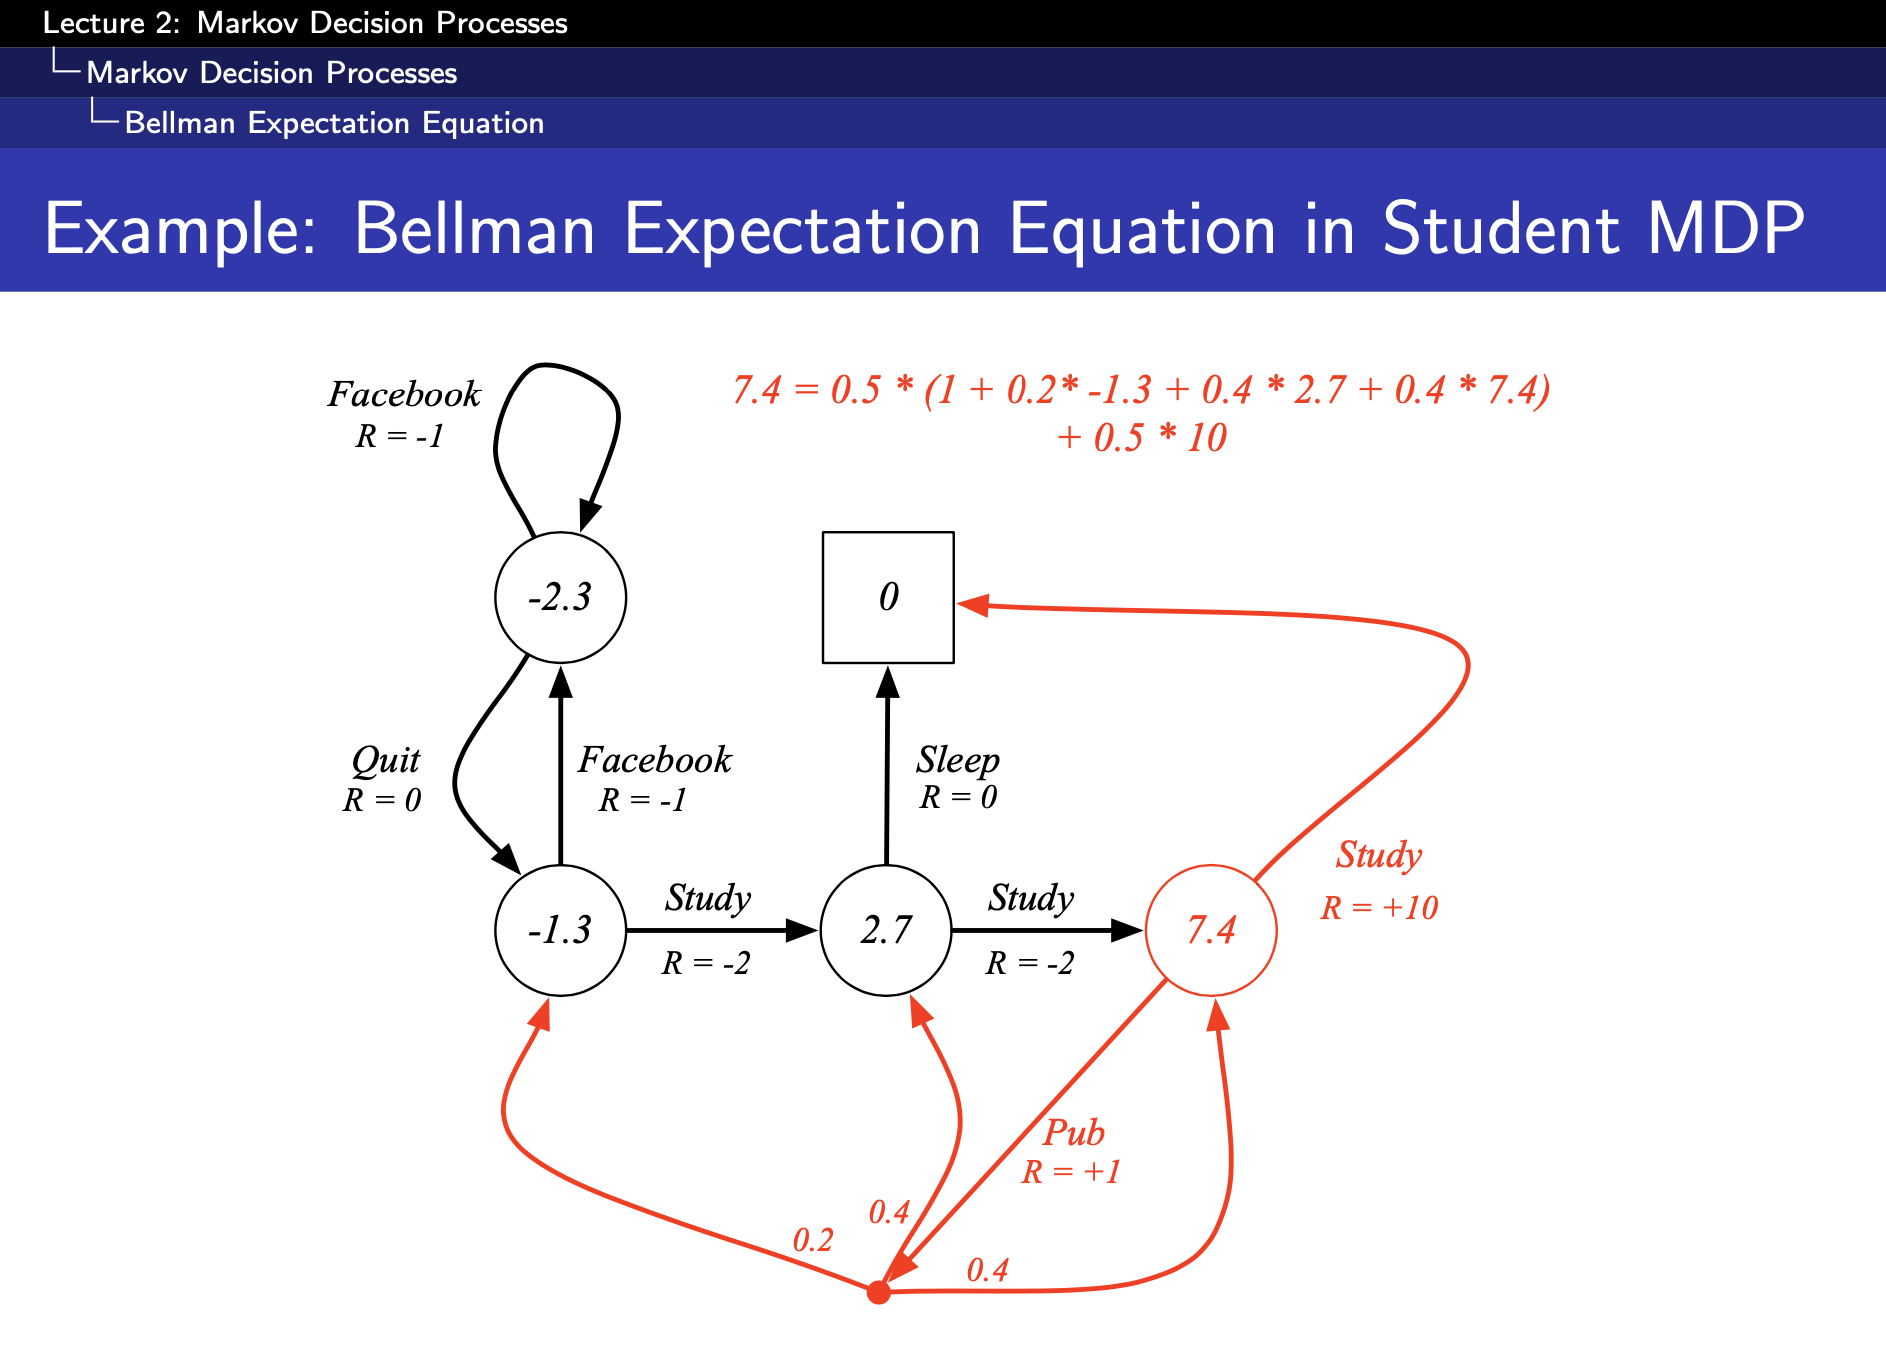 Lecture 2: Markov Decision Processes
Markov Decision Processes
Bellman Expectation Equation
Example: Bellman Expectation Equation in Student MDP
7.4 = 0.5 * (1 + 0.2* -1.3 + 0.4 * 2.7 + 0.4 * 7.4)
+ 0.5 * 10
Facebook
R = -1
-2.3
0
Quit
R = 0
Facebook
R = -1
Sleep
R = 0
Study
R = +10
-1.3
Study
R = -2
2.7
Study
R = -2
7.4
Pub
R = +1
0.2
0.4
0.4